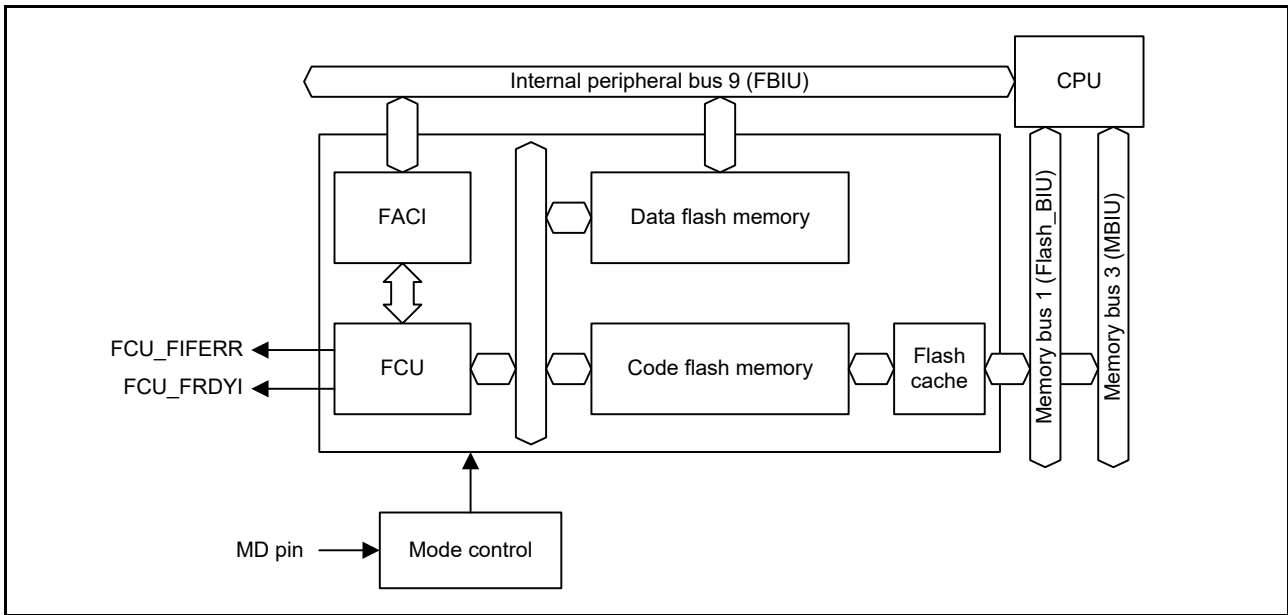 Internal peripheral bus 9 (FBIU)
CPU
FACI
Data flash memory
Memory bus 1 (Flash_BIU)
Memory bus 3 (MBIU)
FCU_FIFERR
FCU_FRDYI
FCU
Code flash memory
Flash
cache
MD pin
Mode control